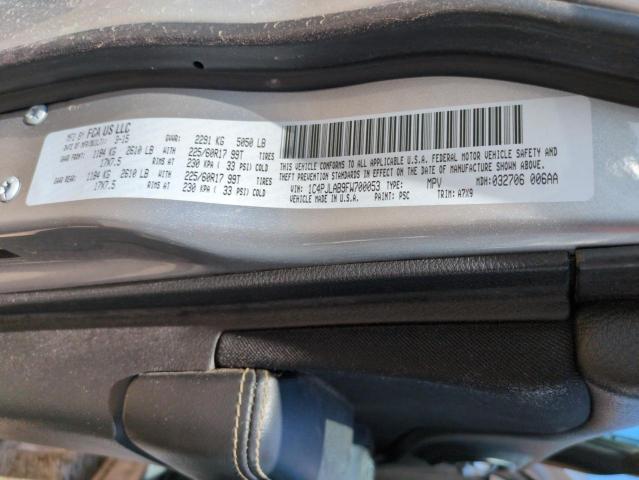 MFD BY FCA US LLC
DATE OF MFR 3-15 GVWR: 2291 KG 5050 LB
GAWR FRONT: 1184 KG 2610 LB WITH 225/60R17 99T TIRES
17X7.5 RIMS AT 230 KPA ( 33 PSI) COLD
GAWR REAR: 1184 KG 2610 LB WITH 225/60R17 99T TIRES
17X7.5 RIMS AT 230 KPA ( 33 PSI) COLD
THIS VEHICLE CONFORMS TO ALL APPLICABLE U.S.A. FEDERAL MOTOR VEHICLE SAFETY AND
THEFT PREVENTION STANDARDS IN EFFECT ON THE DATE OF MANUFACTURE SHOWN ABOVE.
VIN: 1C4PJLAB9FW700053 TYPE: MPV MDH: 032706 006AA
VEHICLE MADE IN U.S.A. PAINT: PSC TRIM: A7X9